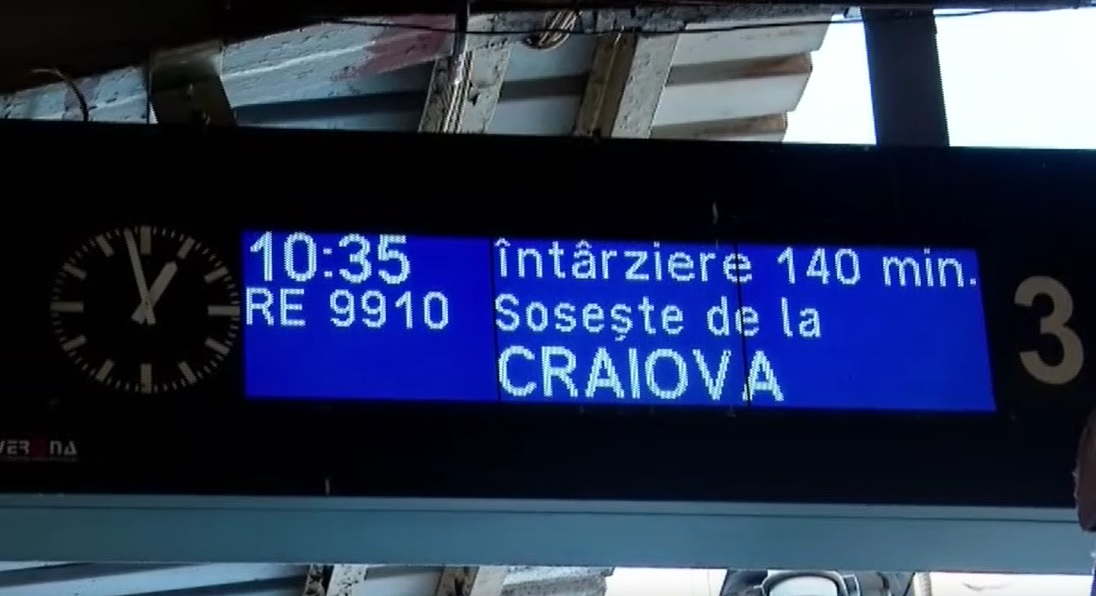 10:35 întârziere 140 min.
RE 9910 Sosește de la
CRAIOVA
3